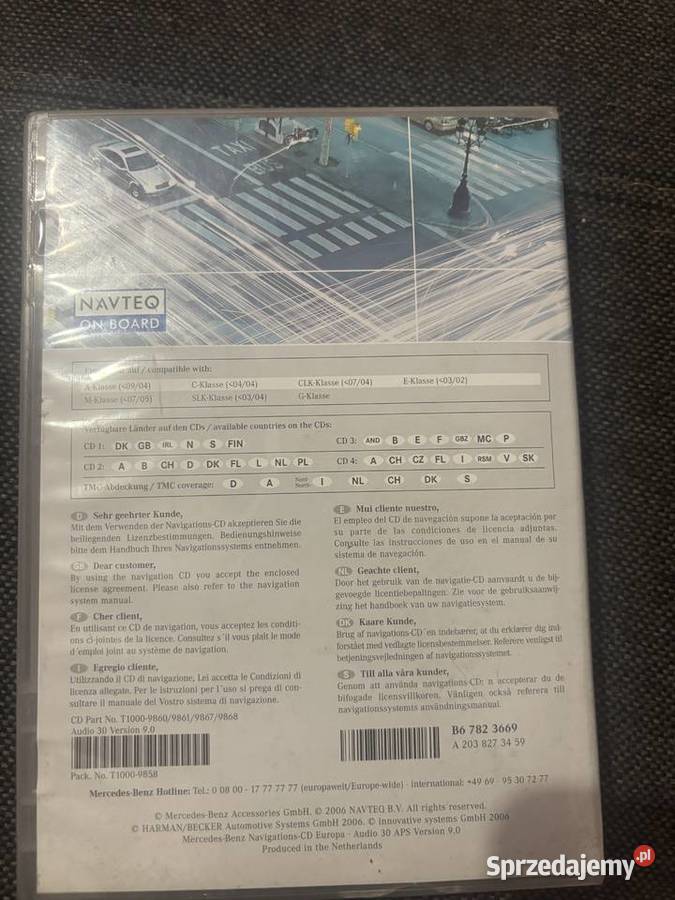 TAXI
BUS
NAVTEQ
ON BOARD
auf / compatible with:
A-Klasse (<09/04) C-Klasse (<04/04) CLK-Klasse (<07/04) E-Klasse (<03/02)
M-Klasse (<07/05) SLK-Klasse (<03/04) G-Klasse
Verfügbare Länder auf den CDs / available countries on the CDs:
CD 1: DK GB IRL N S FIN CD 3: AND B E F GBZ MC P
CD 2: A B CH D DK FL L NL PL CD 4: A CH CZ FL I RSM V SK
TMC-Abdeckung / TMC coverage: D A Nord North I NL CH DK S
D Sehr geehrter Kunde,
Mit dem Verwenden der Navigations-CD akzeptieren Sie die
beiliegenden Lizenzbestimmungen. Bedienungshinweise
bitte dem Handbuch Ihres Navigationssystems entnehmen.
GB Dear customer,
By using the navigation CD you accept the enclosed
license agreement. Please also refer to the navigation
system manual.
F Cher client,
En utilisant ce CD de navigation, vous acceptez les conditi-
ons ci-jointes de la licence. Consultez s'il vous plaît le mode
d'emploi joint au système de navigation.
I Egregio cliente,
Utilizzando il CD di navigazione, Lei accetta le Condizioni di
licenza allegate. Per le istruzioni per l'uso si prega di con-
sultare il manuale del Vostro sistema di navigazione.
E Mui cliente nuestro,
El empleo del CD de navegación supone la aceptación por
su parte de las condiciones de licencia adjuntas.
Consulte las instrucciones de uso en el manual de su
sistema de navegación.
NL Geachte client,
Door het gebruik van de navigatie-CD aanvaardt u de bij-
gevoegde licentiebepalingen. Zie voor de gebruiksaanwij-
zing het handboek van uw navigatiesystem.
DK Kaare Kunde,
Brug af navigations-CD'en indebærer, at du erklærer dig ind-
forstået med vedlagte licensbestemmelser. Referere venligst til
betjeningsvejledningen af navigationssystemet.
S Till alla våra kunder,
Genom att använda navigations-CD: n accepterar du de
bifogade licensvillkoren. Vänligen också referera till
navigationssystemts användningsmanual.
CD Part No. T1000-9860/9861/9867/9868
Audio 30 Version 9.0
Pack. No. T1000-9858
B6 782 3669
A 203 827 34 59
Mercedes-Benz Hotline: Tel.: 0 08 00 - 17 77 77 77 (europaweit/Europe-wide) · international: +49 69 - 95 30 72 77
© Mercedes-Benz Accessories GmbH. © 2006 NAVTEQ B.V. All rights reserved.
© HARMAN/BECKER Automotive Systems GmbH 2006. © innovative systems GmbH 2006
Mercedes-Benz Navigations-CD Europa · Audio 30 APS Version 9.0
Produced in the Netherlands
Sprzedajemy.pl